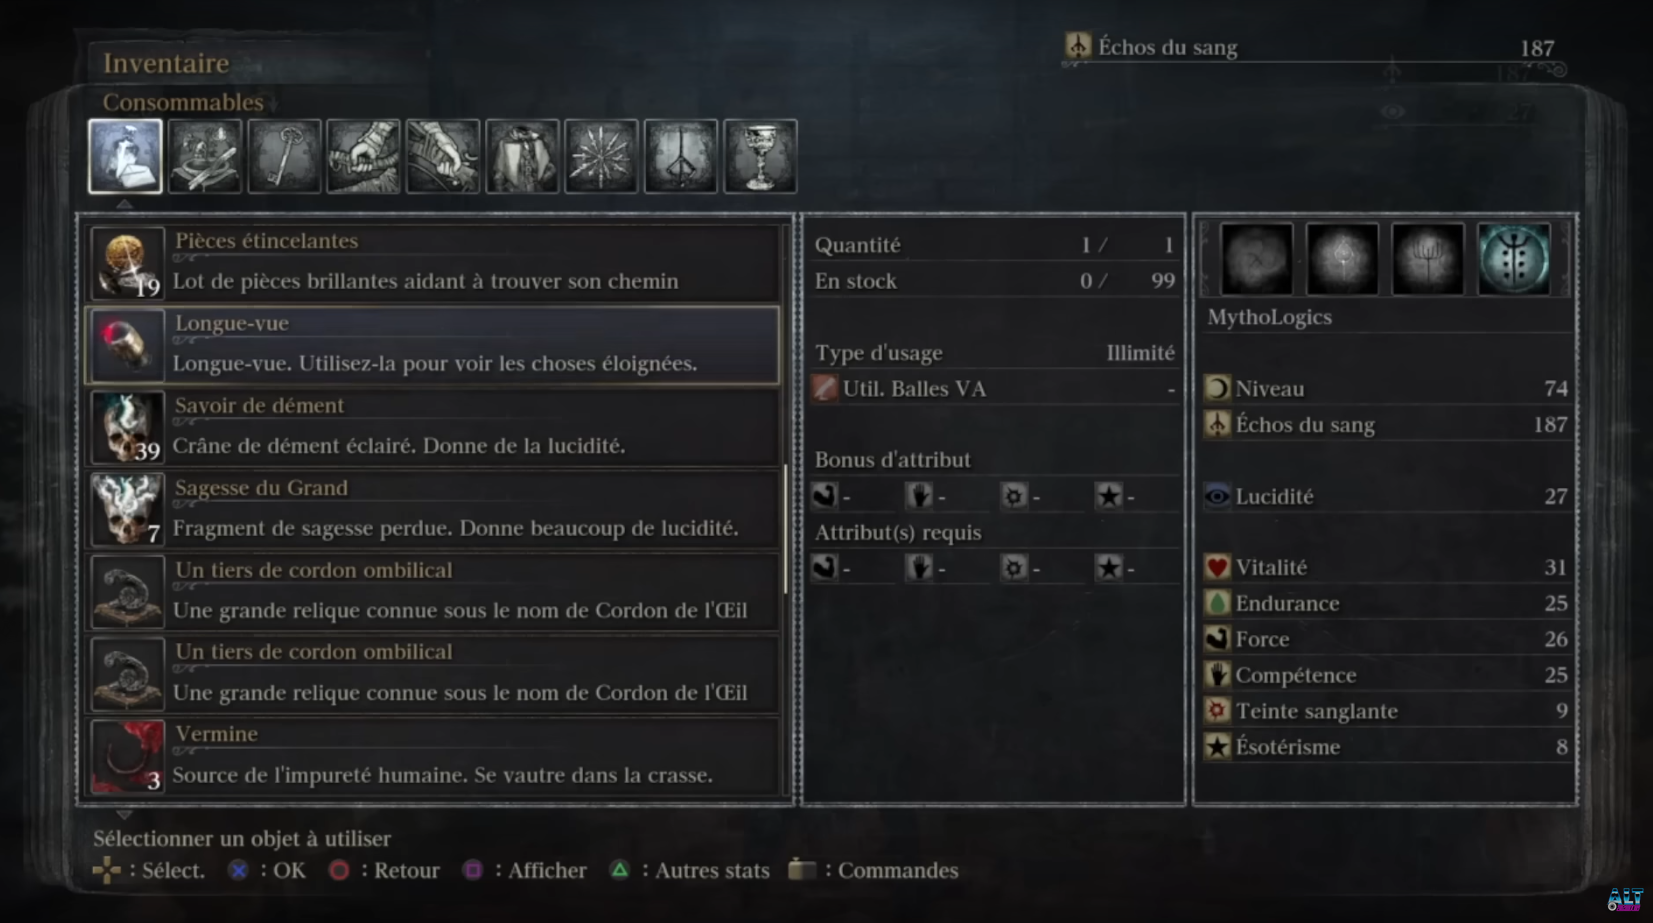 Inventaire
Échos du sang 187
Consommables
Pièces étincelantes
19
Lot de pièces brillantes aidant à trouver son chemin
Longue-vue
Longue-vue. Utilisez-la pour voir les choses éloignées.
Savoir de dément
39
Crâne de dément éclairé. Donne de la lucidité.
Sagesse du Grand
7
Fragment de sagesse perdue. Donne beaucoup de lucidité.
Un tiers de cordon ombilical
Une grande relique connue sous le nom de Cordon de l'Œil
Un tiers de cordon ombilical
Une grande relique connue sous le nom de Cordon de l'Œil
Vermine
3
Source de l'impureté humaine. Se vautre dans la crasse.
Quantité 1 / 1
En stock 0 / 99
Type d'usage Illimité
Util. Balles VA -
Bonus d'attribut
- - - -
Attribut(s) requis
- - - -
MythoLogics
Niveau 74
Échos du sang 187
Lucidité 27
Vitalité 31
Endurance 25
Force 26
Compétence 25
Teinte sanglante 9
Ésotérisme 8
Sélectionner un objet à utiliser
: Sélect. : OK : Retour : Afficher : Autres stats : Commandes
ALT